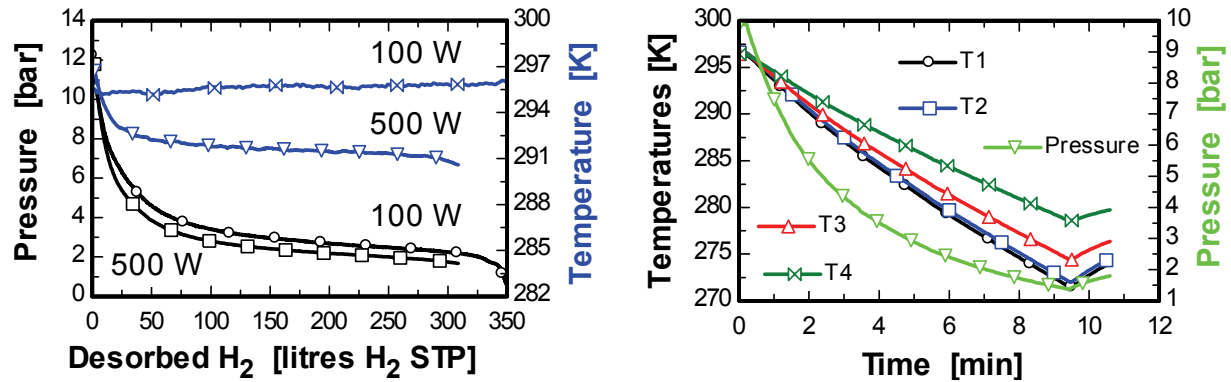 Pressure [bar]
14
12
10
8
6
4
2
0
100 W
500 W
100 W
500 W
300
297
294
291
288
285
282
Temperature [K]
0 50 100 150 200 250 300 350
Desorbed H2 [litres H2 STP]
Temperatures [K]
300
295
290
285
280
275
270
T1
T2
Pressure
T3
T4
10
9
8
7
6
5
4
3
2
1
Pressure [bar]
0 2 4 6 8 10 12
Time [min]